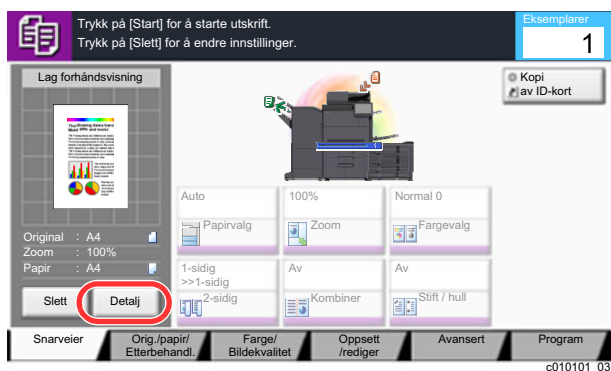 Trykk på [Start] for å starte utskrift.
Trykk på [Slett] for å endre innstillinger.
Eksemplarer
1
Lag forhåndsvisning
Kopi
av ID-kort
Original : A4
Zoom : 100%
Papir : A4
Slett
Detalj
Auto
Papirvalg
100%
Zoom
Normal 0
Fargevalg
1-sidig
>>1-sidig
2-sidig
Av
Kombiner
Av
Stift / hull
Snarveier
Orig./papir/
Etterbehandl.
Farge/
Bildekvalitet
Oppsett
/rediger
Avansert
Program
c010101_03